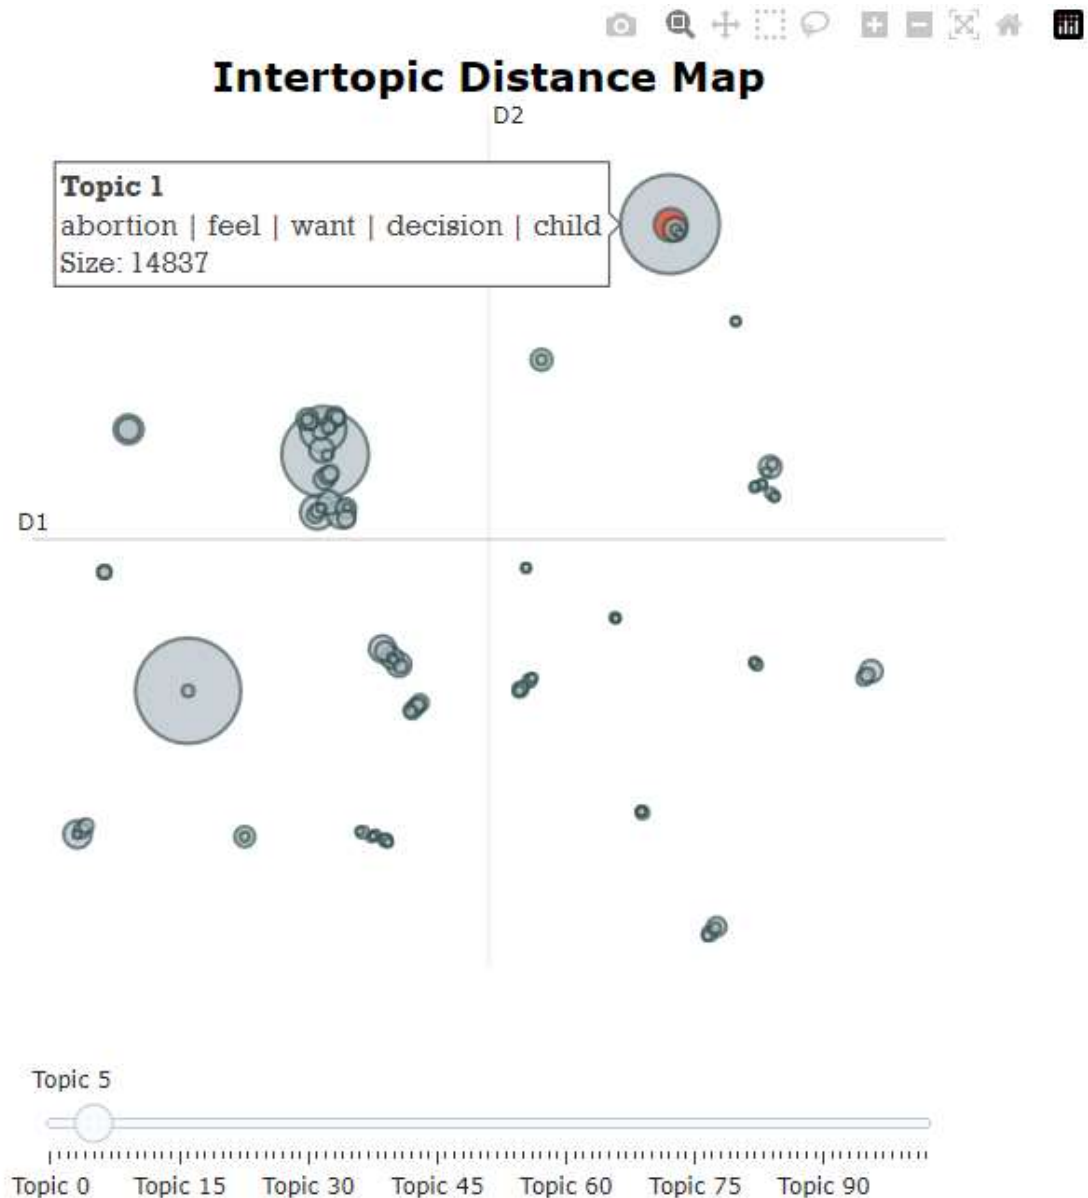 Intertopic Distance Map
D2
Topic 1
abortion | feel | want | decision | child
Size: 14837
D1
Topic 5
Topic 0 Topic 15 Topic 30 Topic 45 Topic 60 Topic 75 Topic 90